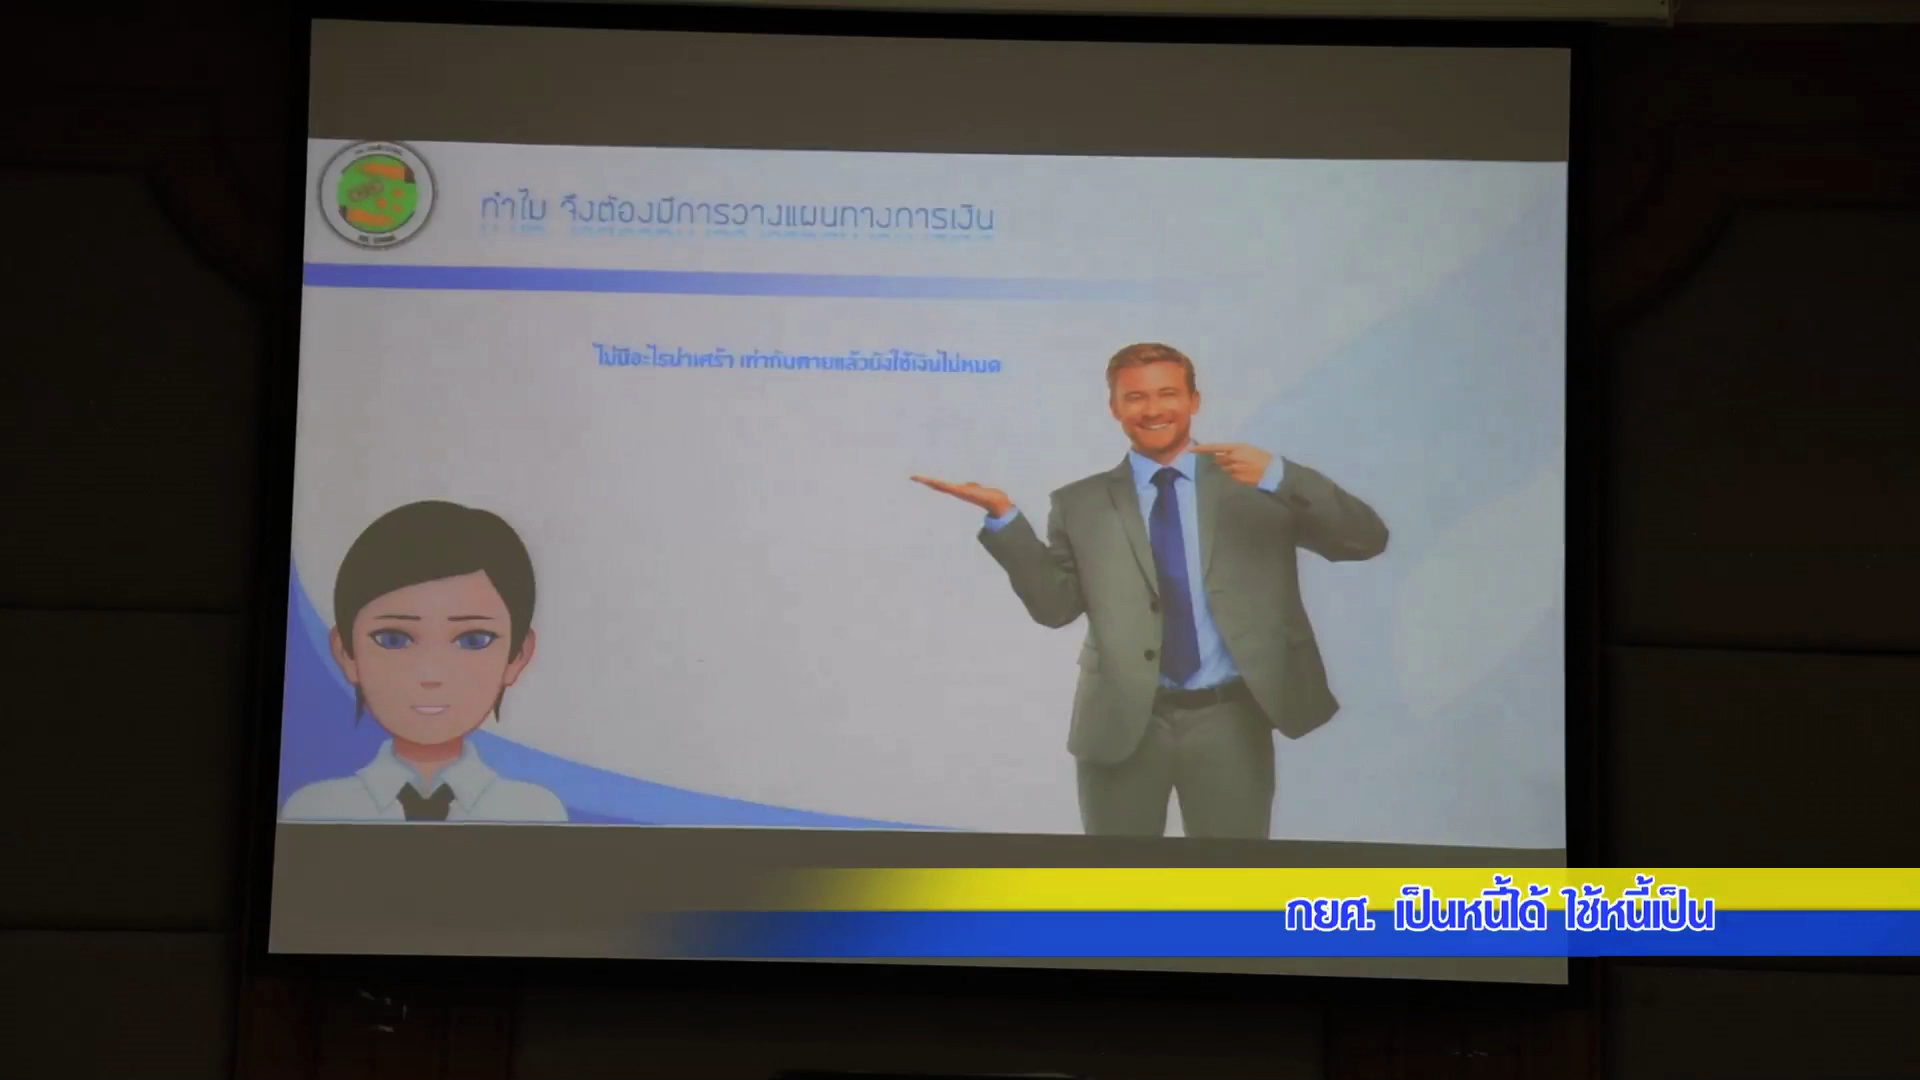 ทำไม จึงต้องมีการวางแผนทางการเงิน
ไม่มีอะไรน่าเศร้า เท่ากับตายแล้วยังใช้เงินไม่หมด
กยศ. เป็นหนี้ได้ ใช้หนี้เป็น